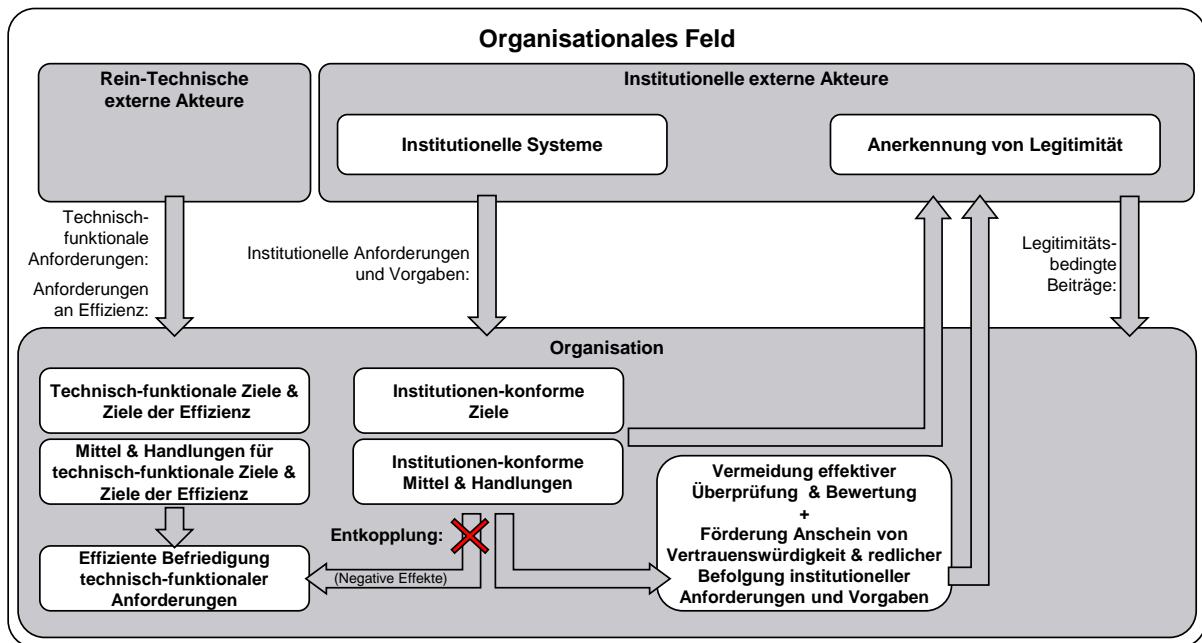 Organisationales Feld
Rein-Technische
externe Akteure
Institutionelle externe Akteure
Institutionelle Systeme
Anerkennung von Legitimität
Technisch-
funktionale
Anforderungen:
Anforderungen
an Effizienz:
Institutionelle Anforderungen
und Vorgaben:
Legitimitäts-
bedingte
Beiträge:
Organisation
Technisch-funktionale Ziele &
Ziele der Effizienz
Institutionen-konforme
Ziele
Mittel & Handlungen für
technisch-funktionale Ziele &
Ziele der Effizienz
Institutionen-konforme
Mittel & Handlungen
Vermeidung effektiver
Überprüfung & Bewertung
+
Förderung Anschein von
Vertrauenswürdigkeit & redlicher
Befolgung institutioneller
Anforderungen und Vorgaben
Entkopplung:
Effiziente Befriedigung
technisch-funktionaler
Anforderungen
(Negative Effekte)